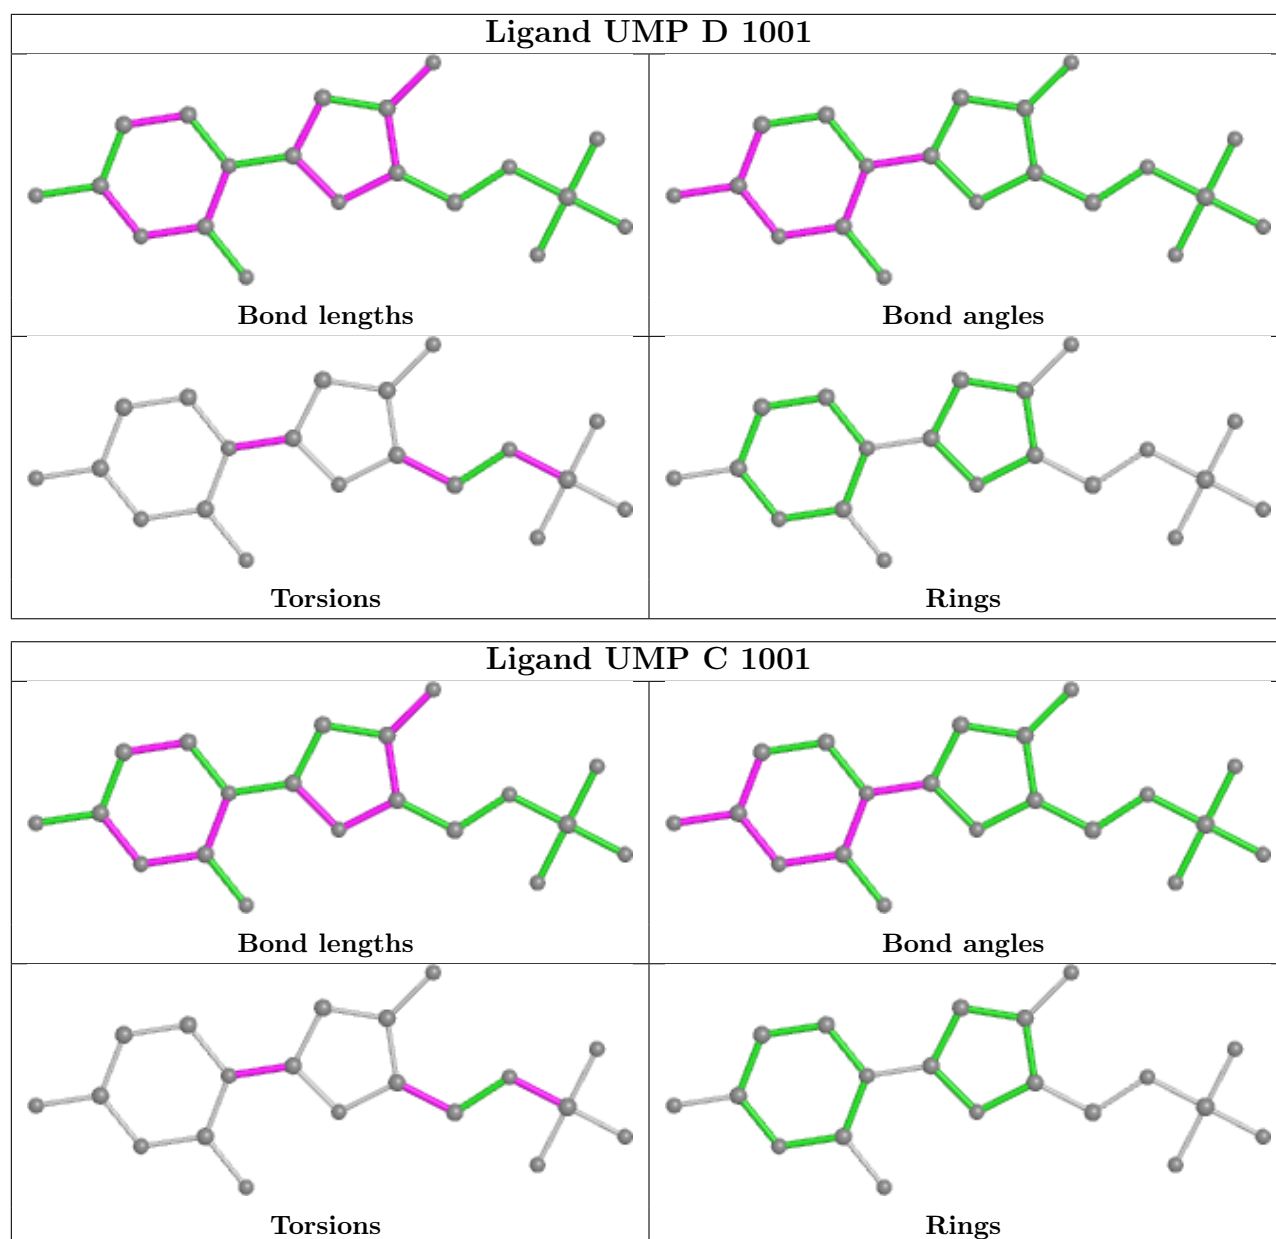 Ligand UMP D 1001
Bond lengths
Bond angles
Torsions
Rings
Ligand UMP C 1001
Bond lengths
Bond angles
Torsions
Rings